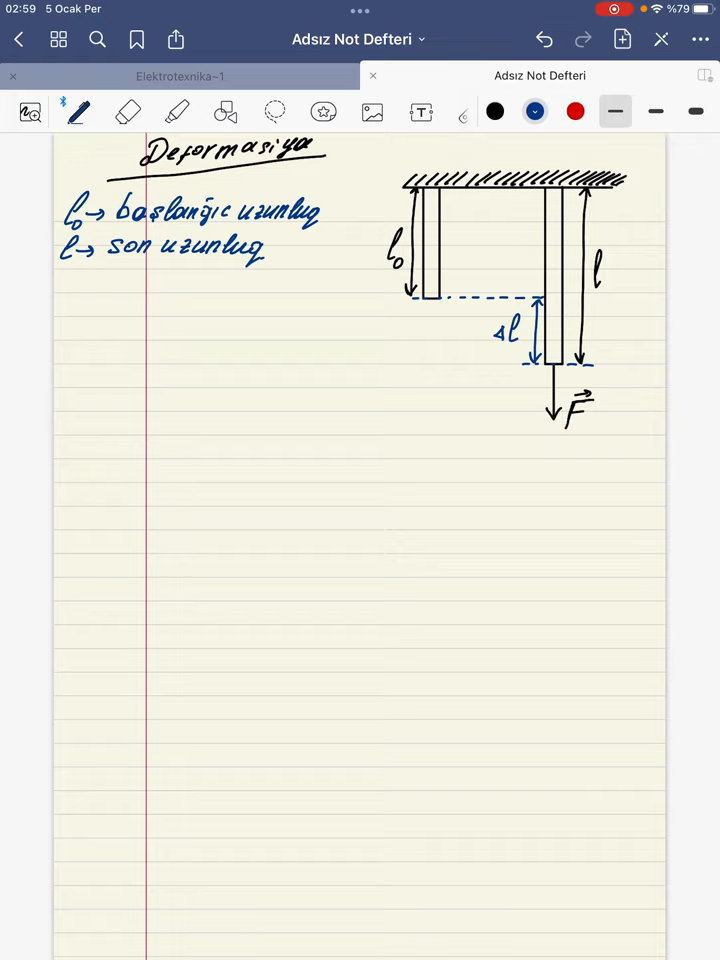 02:59 5 Ocak Per
%79
Adsız Not Defteri
Elektrotexnika~1
Adsız Not Defteri
T
Deformasiya
l₀→ başlanğıc uzunluq
l→ son uzunluq
l₀
l
Δl
F⃗